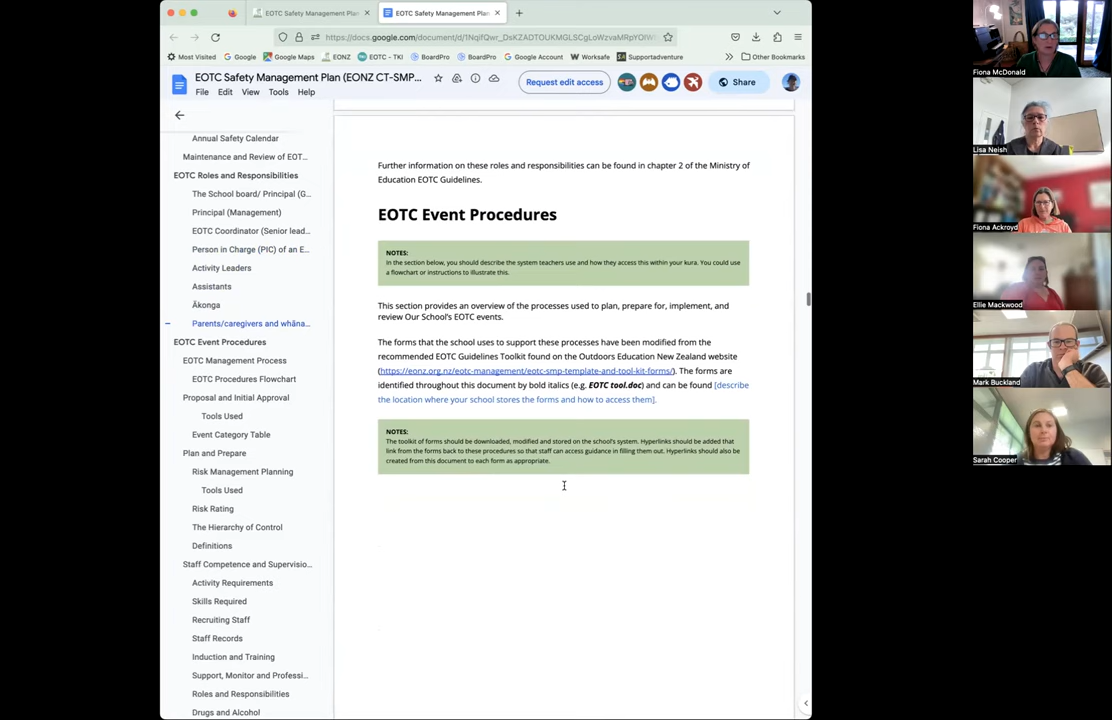 EOTC Safety Management Plan
EOTC Safety Management Plan
https://docs.google.com/document/d/
Most Visited
Google
Google Maps
EONZ
EOTC - TKI
BoardPro
BoardPro
Google Account
Worksafe
Supportadventure
Other Bookmarks
EOTC Safety Management Plan (EONZ CT-SMP...
Request edit access
Share
File
Edit
View
Tools
Help
Annual Safety Calendar
Maintenance and Review of EOT...
EOTC Roles and Responsibilities
The School board/ Principal (G...
Principal (Management)
EOTC Coordinator (Senior lead...
Person in Charge (PIC) of an E...
Activity Leaders
Assistants
Ākonga
Parents/caregivers and whāna...
EOTC Event Procedures
EOTC Management Process
EOTC Procedures Flowchart
Proposal and Initial Approval
Tools Used
Event Category Table
Plan and Prepare
Risk Management Planning
Tools Used
Risk Rating
The Hierarchy of Control
Definitions
Staff Competence and Supervisio...
Activity Requirements
Skills Required
Recruiting Staff
Staff Records
Induction and Training
Support, Monitor and Professi...
Roles and Responsibilities
Drugs and Alcohol
Further information on these roles and responsibilities can be found in chapter 2 of the Ministry of
Education EOTC Guidelines.
EOTC Event Procedures
NOTES:
In the section below, you should describe the system teachers use and how they access this within your kura. You could use
a flowchart or instructions to illustrate this.
This section provides an overview of the processes used to plan, prepare for, implement, and
review Our School's EOTC events.
The forms that the school uses to support these processes have been modified from the
recommended EOTC Guidelines Toolkit found on the Outdoors Education New Zealand website
(https://eonz.org.nz/eotc-management/eotc-smp-template-and-tool-kit-forms/). The forms are
identified throughout this document by bold italics (e.g. EOTC tool.doc) and can be found [describe
the location where your school stores the forms and how to access them].
NOTES:
The toolkit of forms should be downloaded, modified and stored on the school's system. Hyperlinks should be added that
link from the forms back to these procedures so that staff can access guidance in filling them out. Hyperlinks should also be
created from this document to each form as appropriate.
Fiona McDonald
Lisa Neish
Fiona Ackroyd
Ellie Mackwood
Mark Buckland
Sarah Cooper